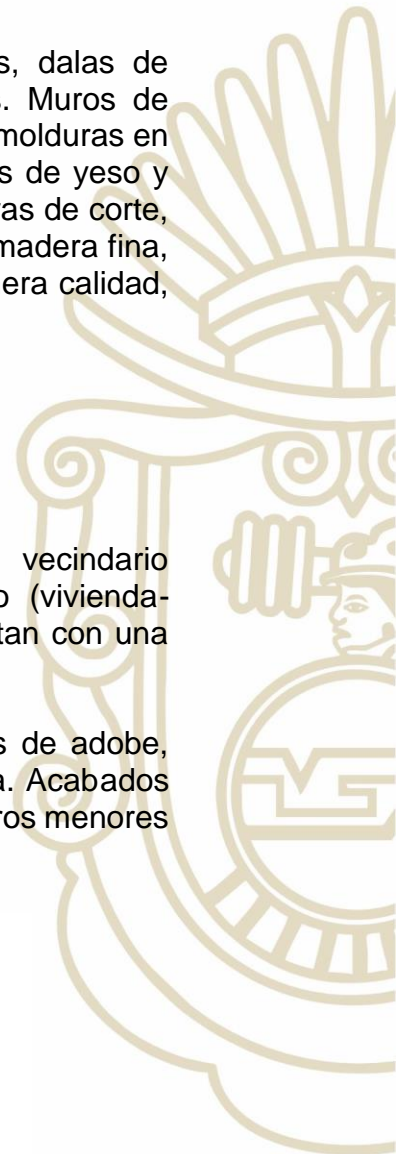 s, dalas de
s. Muros de
molduras en
s de yeso y
as de corte,
madera fina,
era calidad,
vecindario
o (vivienda-
tan con una
s de adobe,
a. Acabados
ros menores